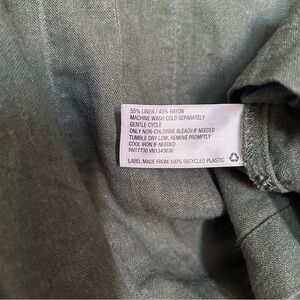 55% LINEN / 45% RAYON
MACHINE WASH COLD SEPARATELY
GENTLE CYCLE
ONLY NON-CHLORINE BLEACH IF NEEDED
TUMBLE DRY LOW, REMOVE PROMPTLY
COOL IRON IF NEEDED
RN17730 VN1343630
LABEL MADE FROM 100% RECYCLED PLASTIC